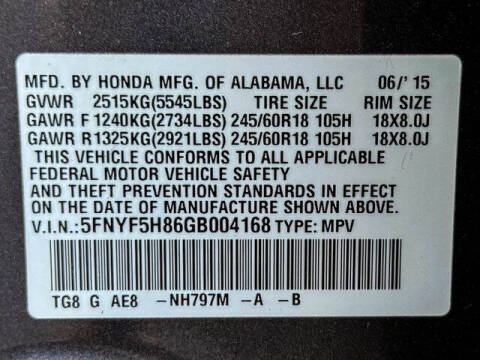 MFD. BY HONDA MFG. OF ALABAMA, LLC 06/'15
GVWR 2515KG(5545LBS) TIRE SIZE RIM SIZE
GAWR F 1240KG(2734LBS) 245/60R18 105H 18X8.0J
GAWR R 1325KG(2921LBS) 245/60R18 105H 18X8.0J
THIS VEHICLE CONFORMS TO ALL APPLICABLE
FEDERAL MOTOR VEHICLE SAFETY
AND THEFT PREVENTION STANDARDS IN EFFECT
ON THE DATE OF MANUFACTURE SHOWN ABOVE.
V.I.N.:5FNYF5H86GB004168 TYPE: MPV
TG8 G AE8 -NH797M -A -B